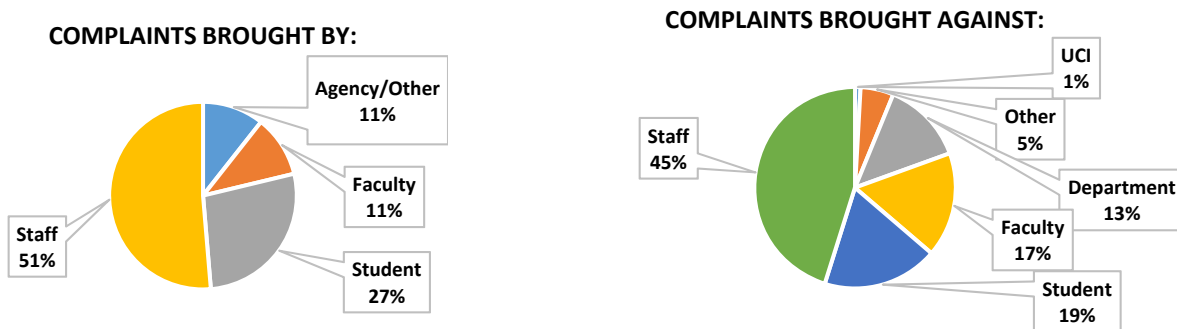 COMPLAINTS BROUGHT BY:
Agency/Other
11%
Faculty
11%
Student
27%
Staff
51%
COMPLAINTS BROUGHT AGAINST:
UCI
1%
Other
5%
Department
13%
Faculty
17%
Student
19%
Staff
45%